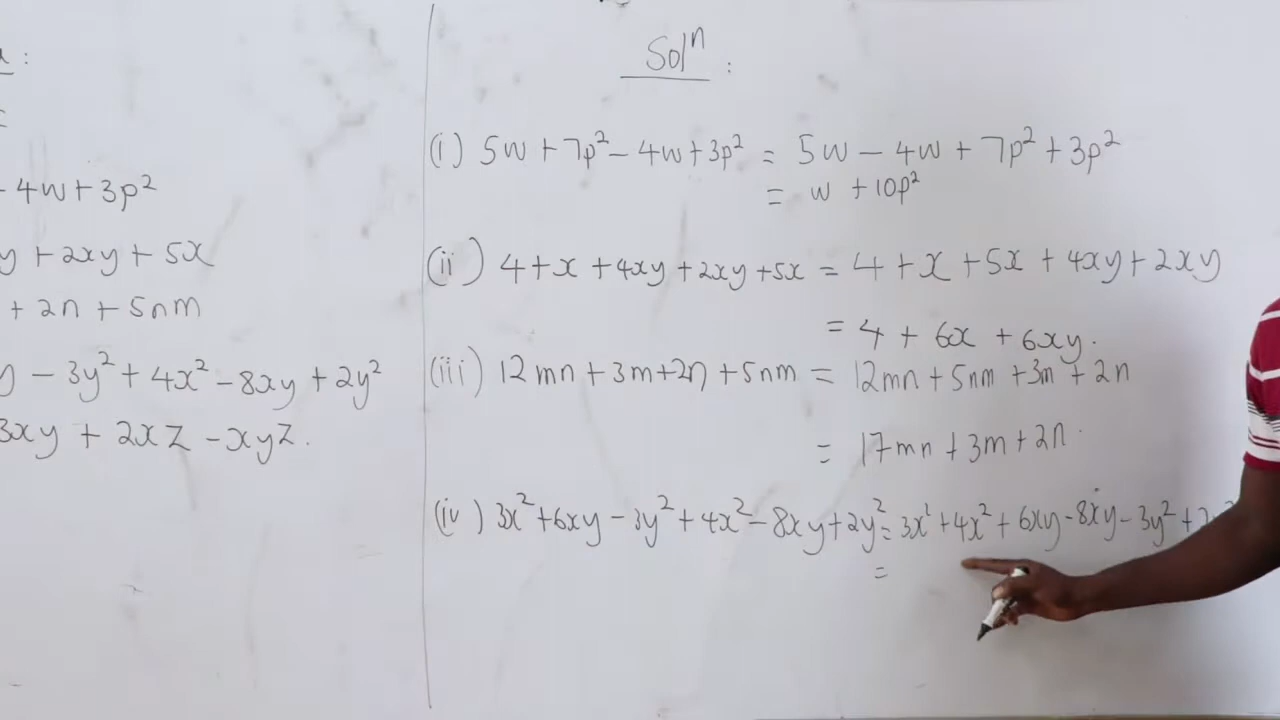 - 4w + 3p²
y + 2xy + 5x
+ 2n + 5nm
y - 3y² + 4x² - 8xy + 2y²
3xy + 2xz - xyz.
Solⁿ :
(i) 5w + 7p² - 4w + 3p² = 5w - 4w + 7p² + 3p²
= w + 10p²
(ii) 4 + x + 4xy + 2xy + 5x = 4 + x + 5x + 4xy + 2xy
= 4 + 6x + 6xy.
(iii) 12mn + 3m + 2n + 5nm = 12mn + 5nm + 3m + 2n
= 17mn + 3m + 2n.
(iv) 3x² + 6xy - 3y² + 4x² - 8xy + 2y² = 3x² + 4x² + 6xy - 8xy - 3y² +
=